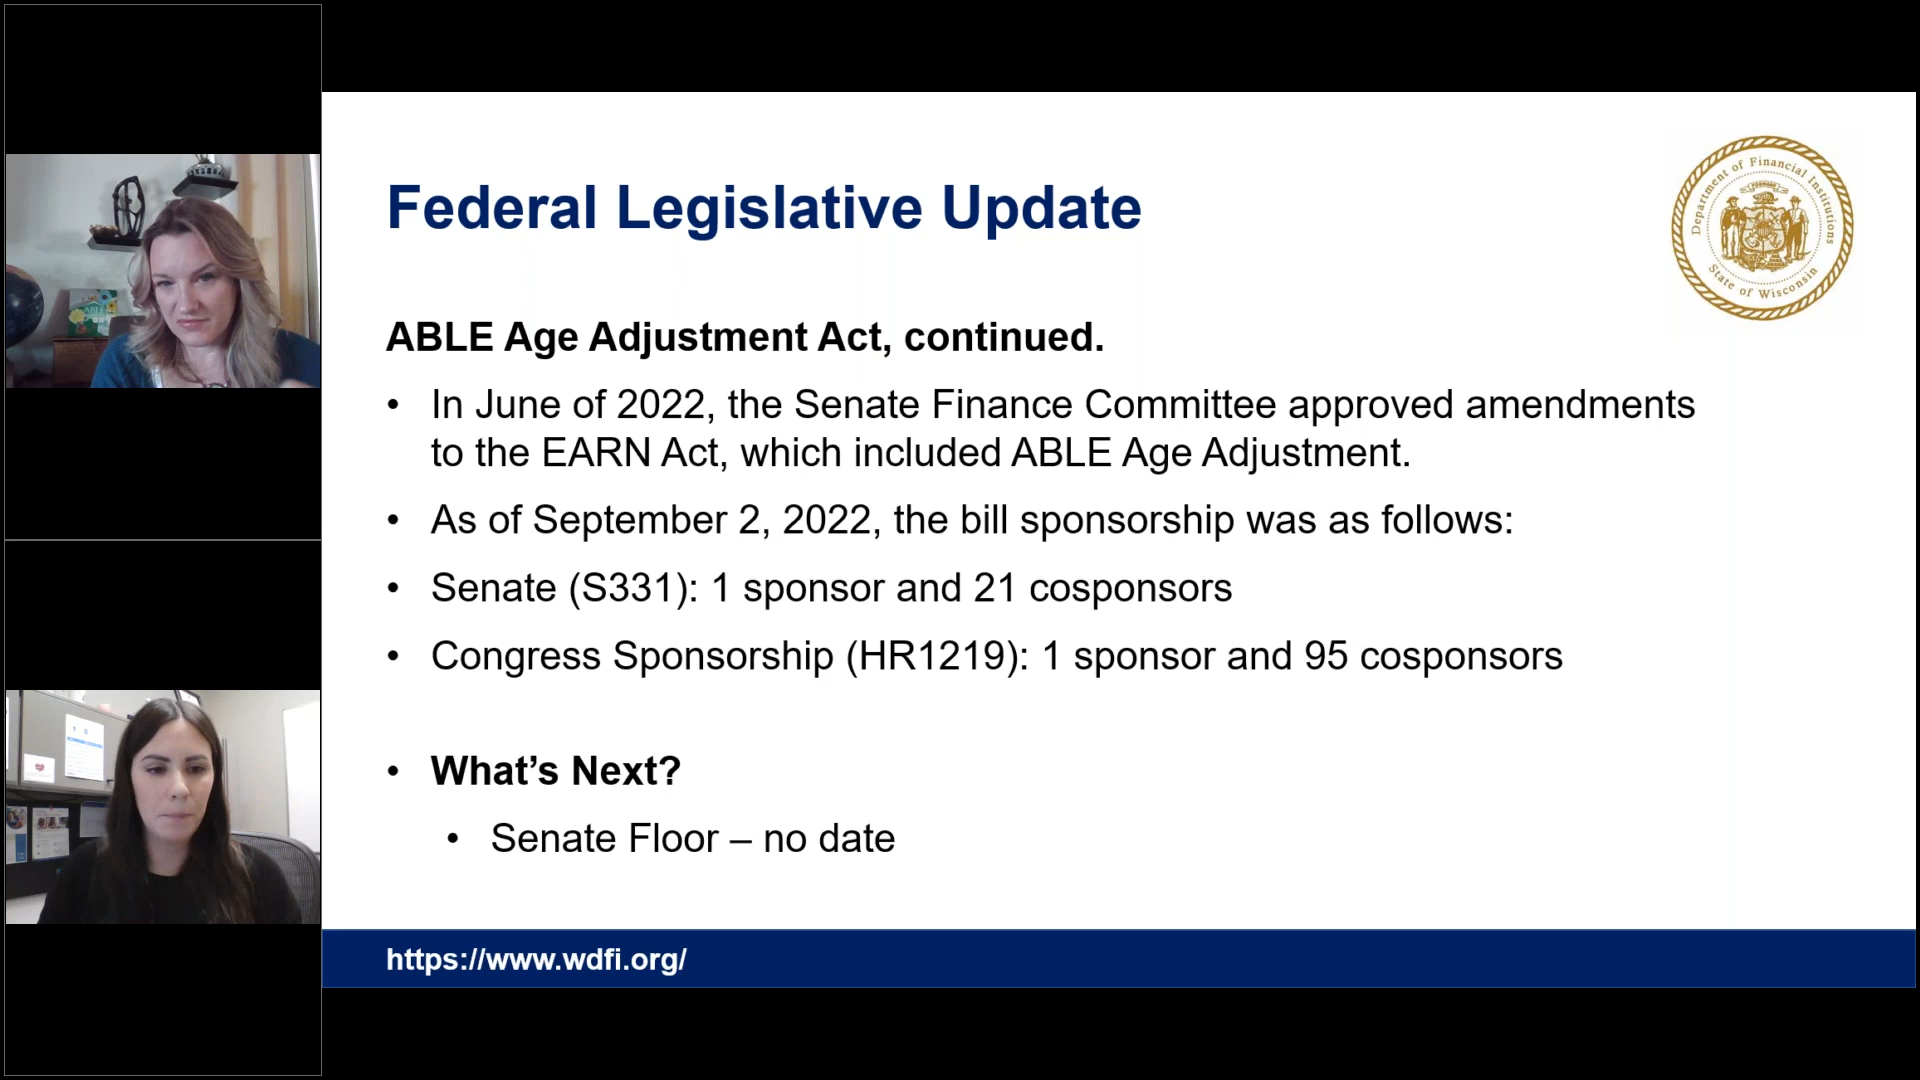 Federal Legislative Update
Department of Financial Institutions
State of Wisconsin
ABLE Age Adjustment Act, continued.
• In June of 2022, the Senate Finance Committee approved amendments
to the EARN Act, which included ABLE Age Adjustment.
• As of September 2, 2022, the bill sponsorship was as follows:
• Senate (S331): 1 sponsor and 21 cosponsors
• Congress Sponsorship (HR1219): 1 sponsor and 95 cosponsors
• What’s Next?
• Senate Floor – no date
https://www.wdfi.org/
ABLE